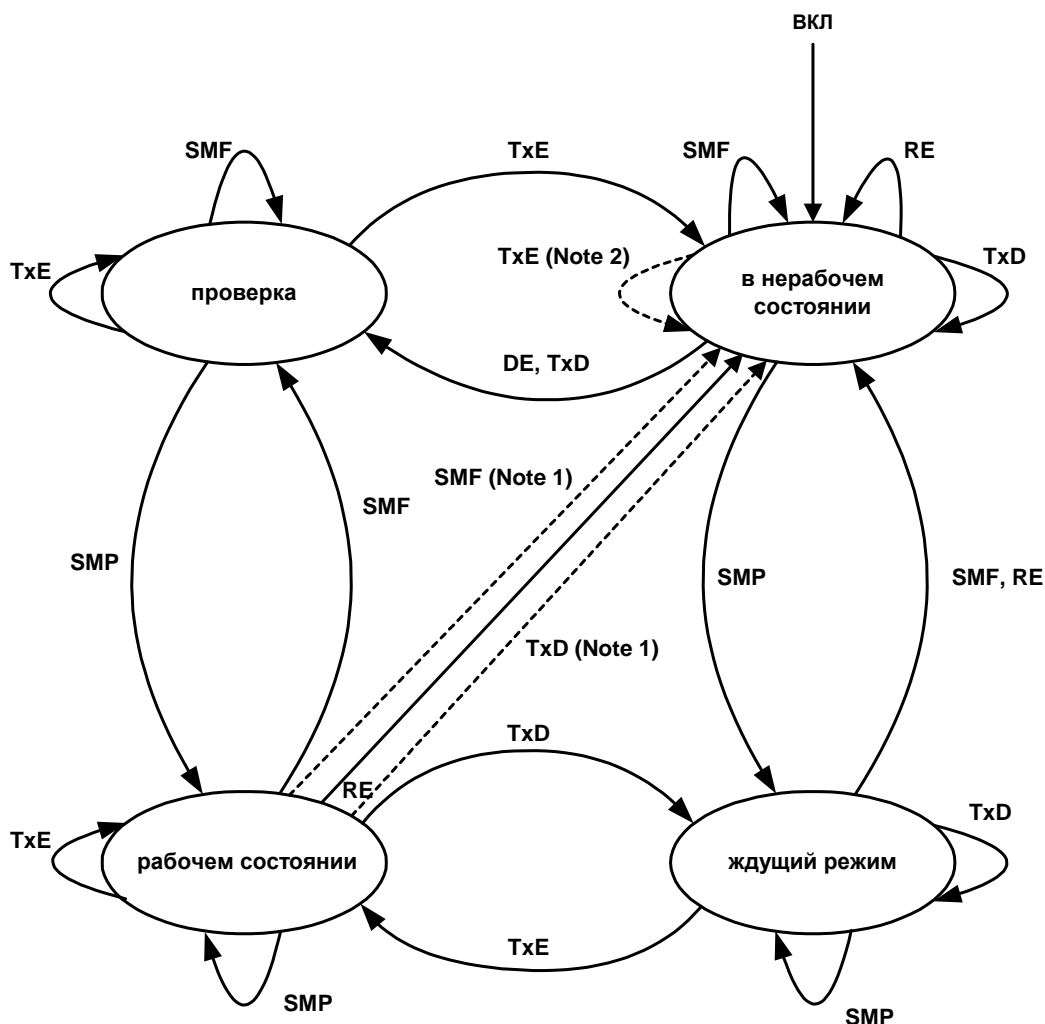 ВКЛ
SMF
TxE
SMF
RE
TxE
TxE (Note 2)
TxD
проверка
в нерабочем
состоянии
DE, TxD
SMF (Note 1)
SMF
SMP
SMP
SMF, RE
TxD (Note 1)
TxD
RE
TxD
TxE
рабочем состоянии
ждущий режим
TxE
SMP
SMP